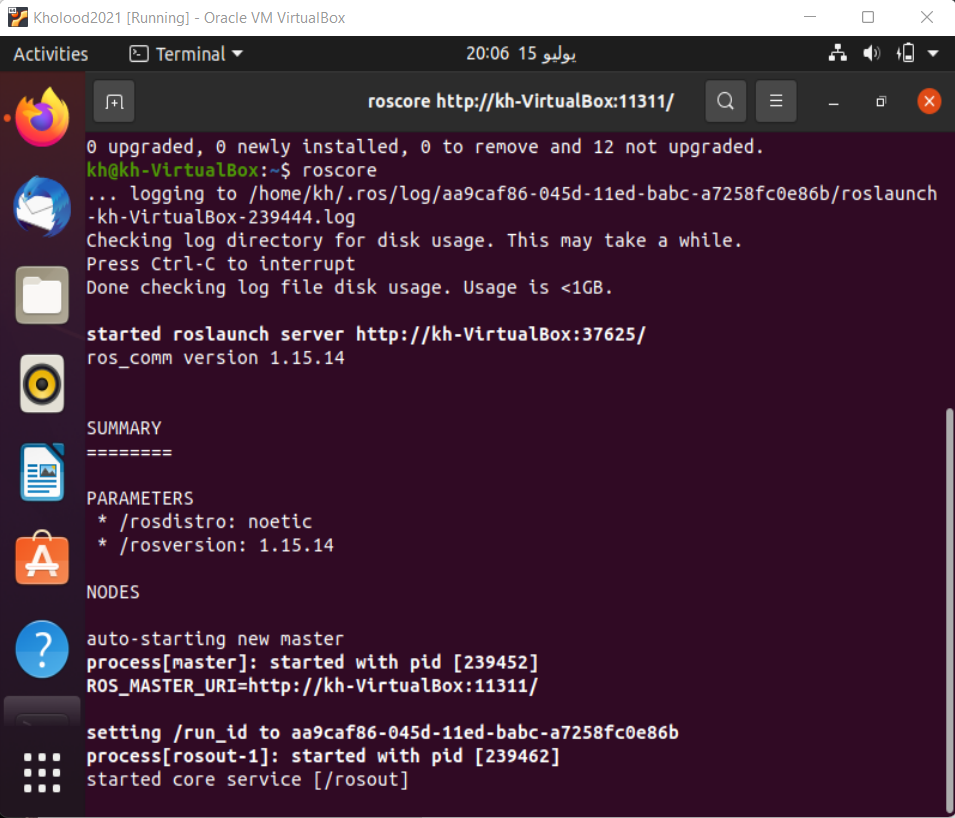 Kholood2021 [Running] - Oracle VM VirtualBox
Activities Terminal 20:06 15 يوليو
roscore http://kh-VirtualBox:11311/
0 upgraded, 0 newly installed, 0 to remove and 12 not upgraded.
kh@kh-VirtualBox:~$ roscore
... logging to /home/kh/.ros/log/aa9caf86-045d-11ed-babc-a7258fc0e86b/roslaunch
-kh-VirtualBox-239444.log
Checking log directory for disk usage. This may take a while.
Press Ctrl-C to interrupt
Done checking log file disk usage. Usage is <1GB.
started roslaunch server http://kh-VirtualBox:37625/
ros_comm version 1.15.14
SUMMARY
========
PARAMETERS
* /rosdistro: noetic
* /rosversion: 1.15.14
NODES
auto-starting new master
process[master]: started with pid [239452]
ROS_MASTER_URI=http://kh-VirtualBox:11311/
setting /run_id to aa9caf86-045d-11ed-babc-a7258fc0e86b
process[rosout-1]: started with pid [239462]
started core service [/rosout]